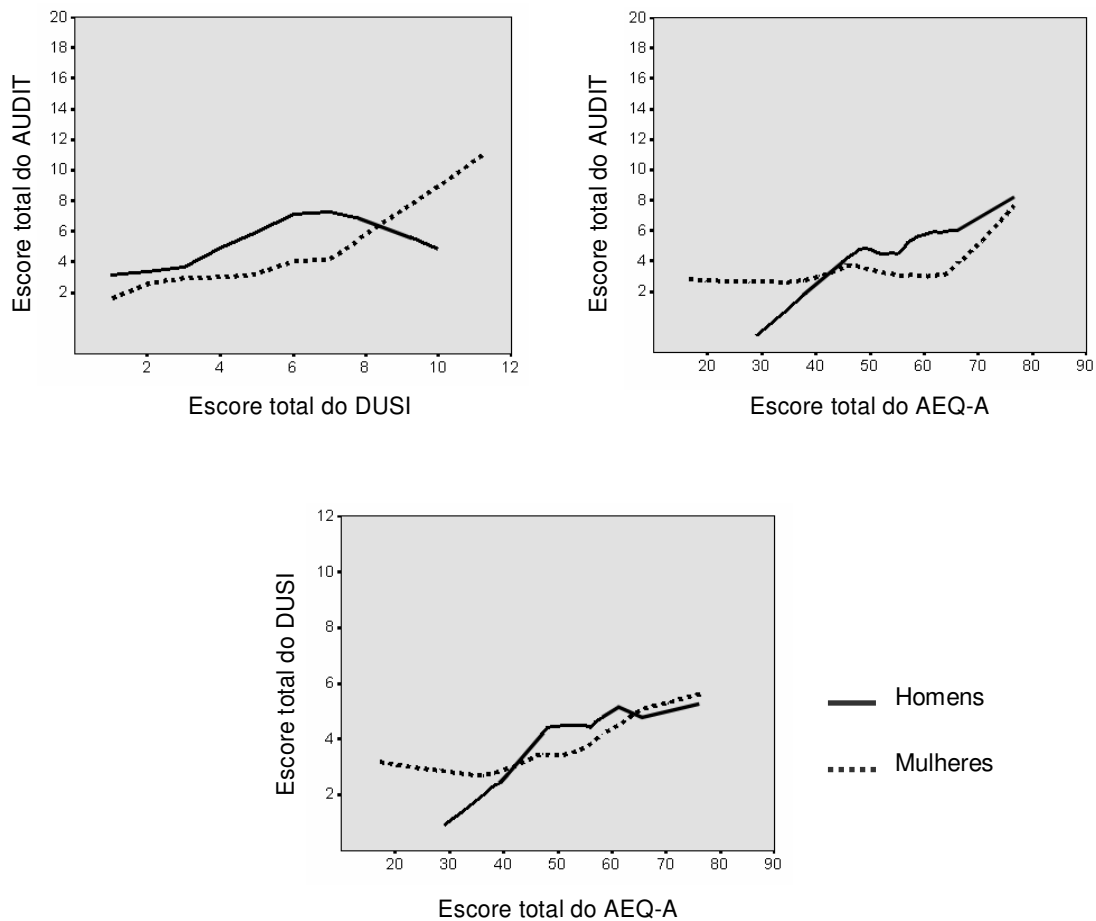 Escore total do AUDIT
20
18
16
14
12
10
8
6
4
2
2 4 6 8 10 12
Escore total do DUSI
Escore total do AUDIT
20
18
16
14
12
10
8
6
4
2
20 30 40 50 60 70 80 90
Escore total do AEQ-A
Escore total do DUSI
12
10
8
6
4
2
20 30 40 50 60 70 80 90
Escore total do AEQ-A
Homens
Mulheres